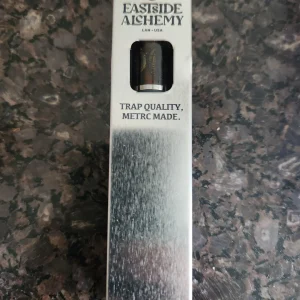 EASTSIDE
ALCHEMY
TRAP QUALITY,
METRC MADE.